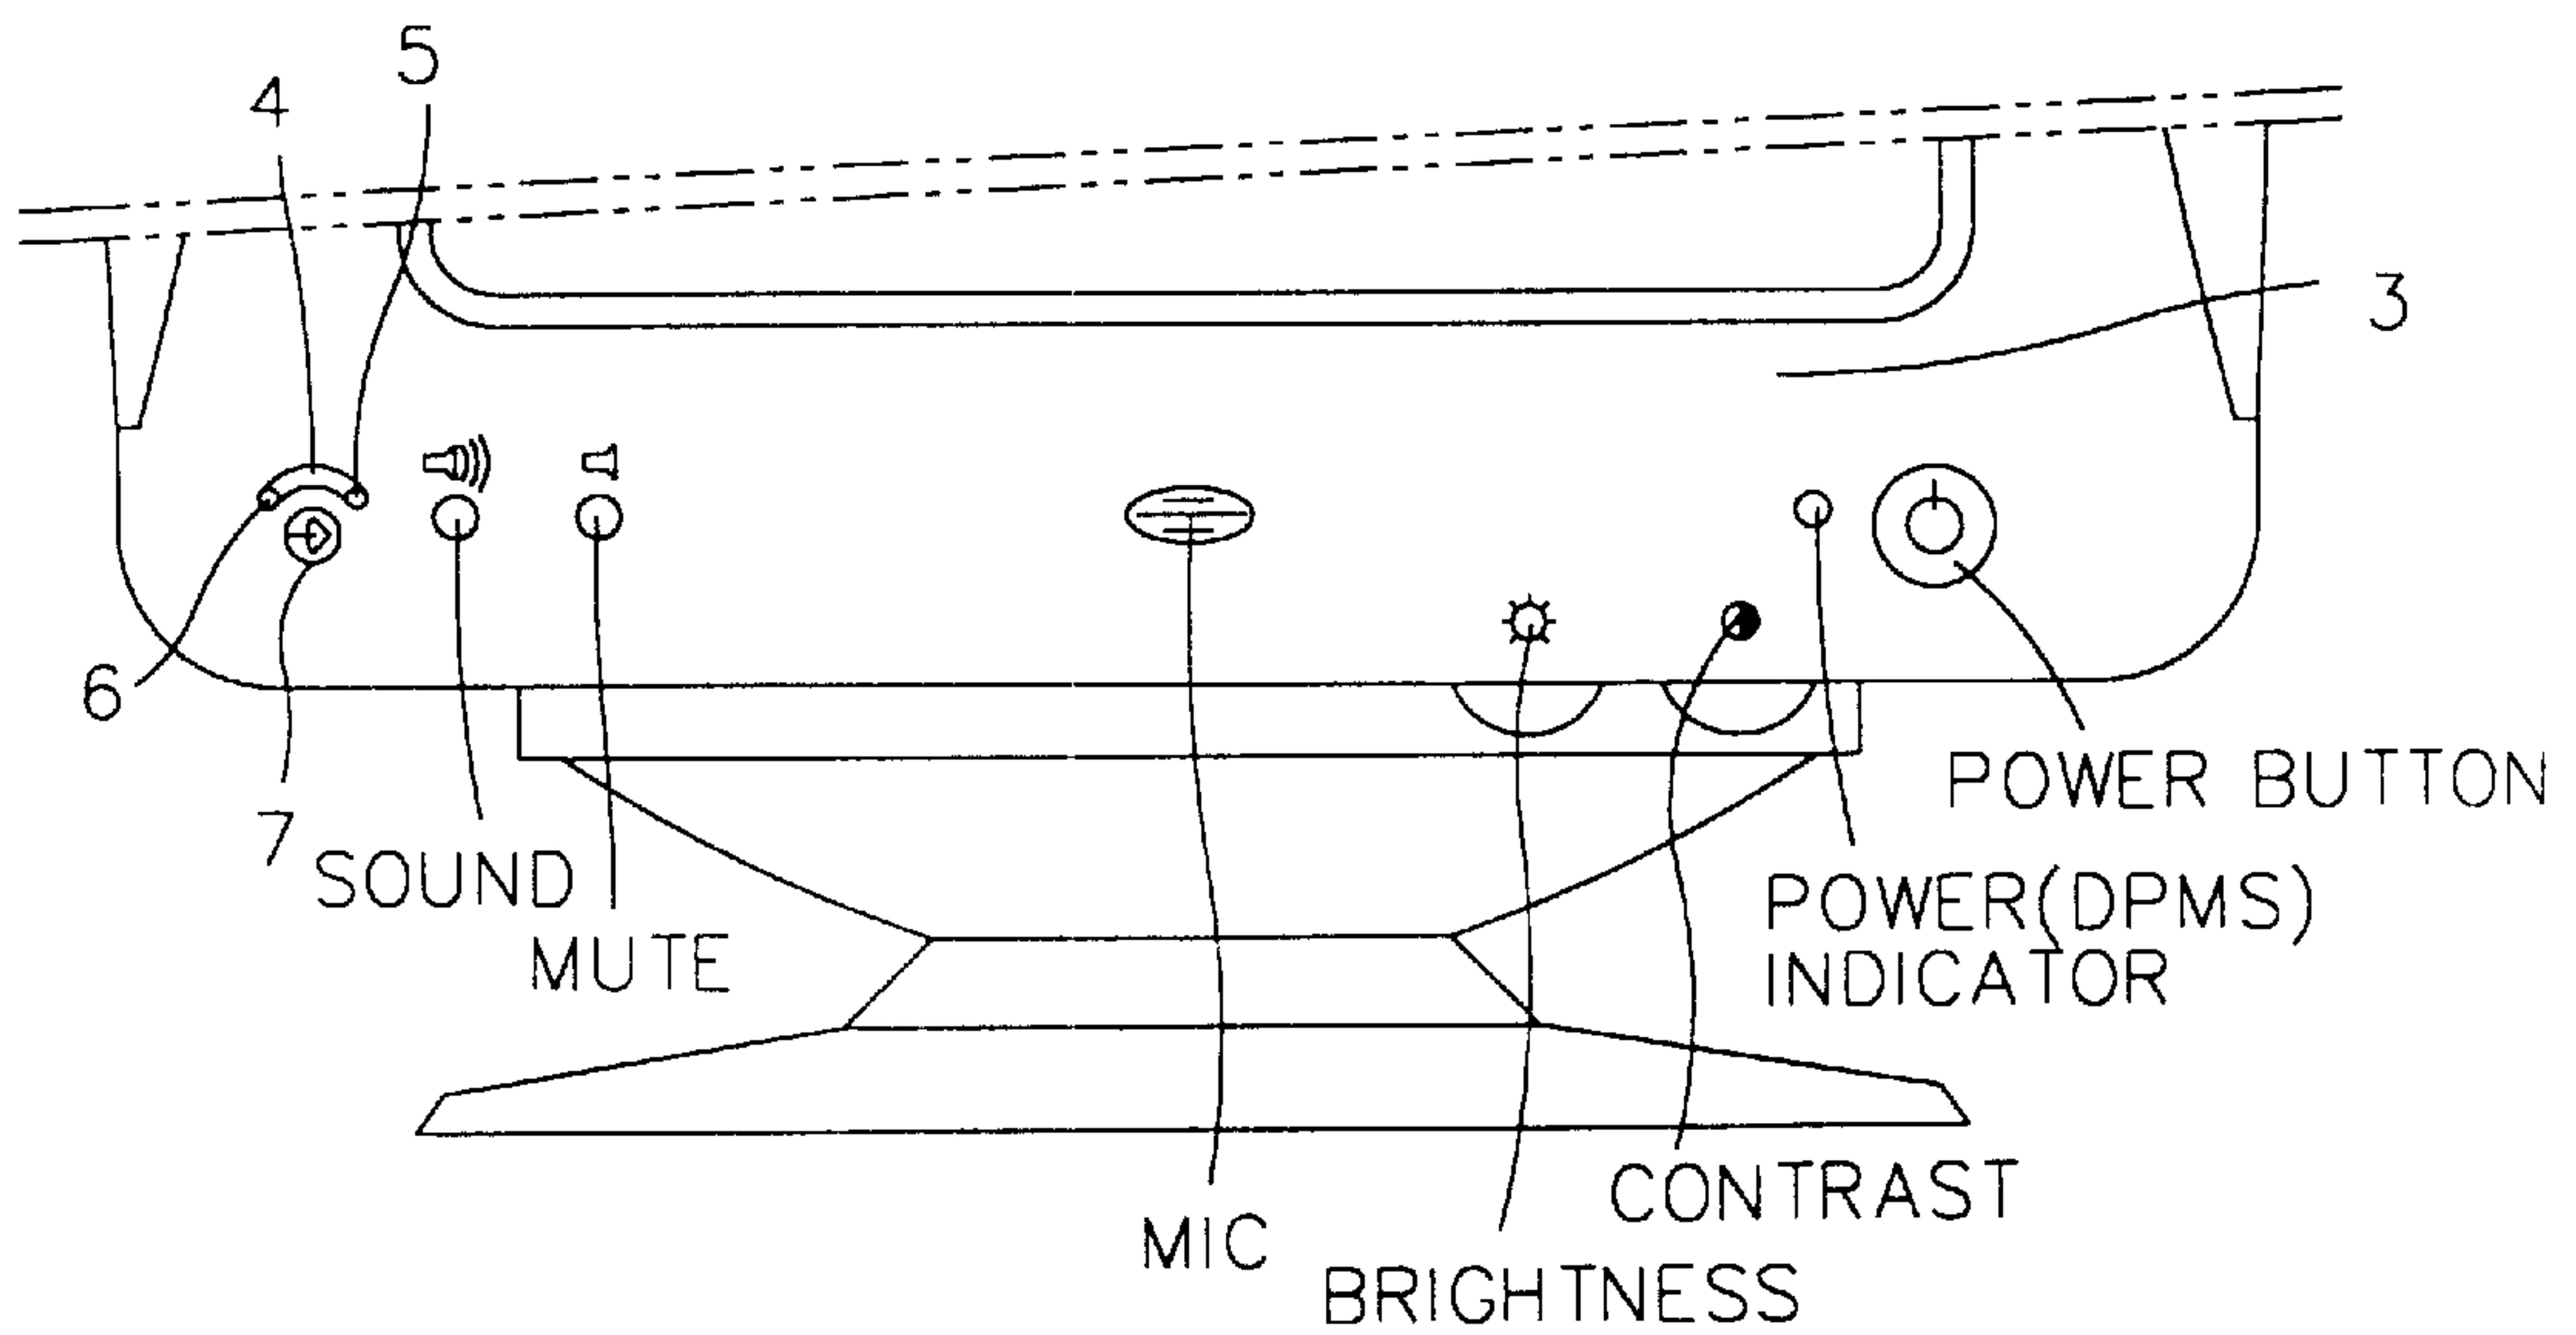 5
4
3
6
7
POWER BUTTON
SOUND
POWER(DPMS)
INDICATOR
MUTE
CONTRAST
MIC
BRIGHTNESS